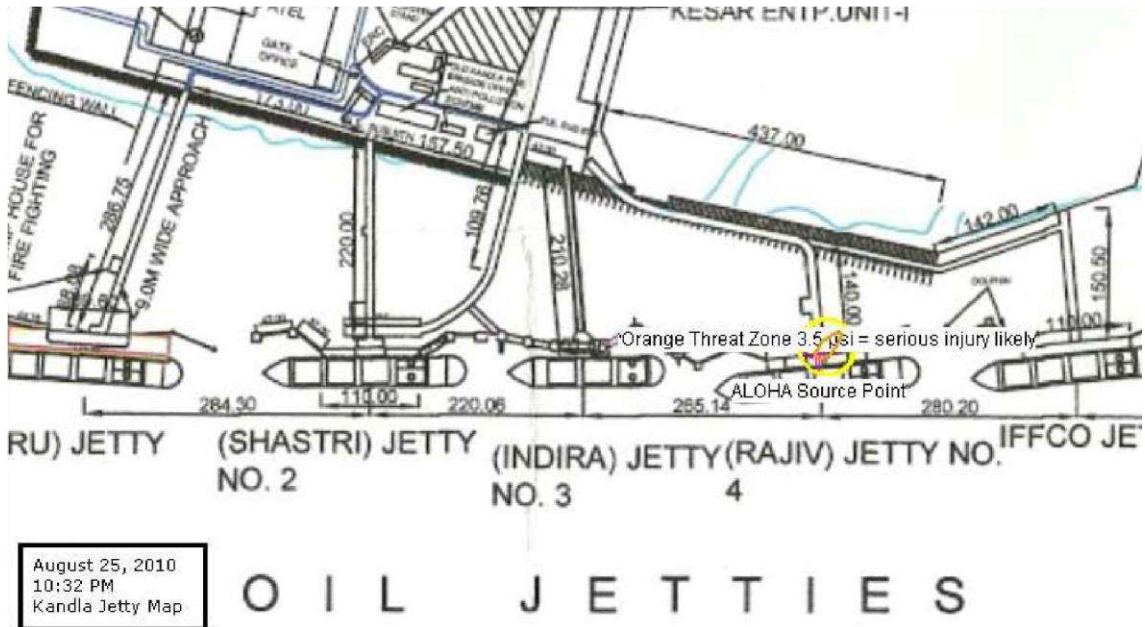 KESAR ENTP.UNIT-I
GATE
OFFICE
FENCING WALL
HOUSE FOR
FIRE FIGHTING
286.75
9.0M WIDE APPROACH
157.50
220.00
109.76
210.28
437.00
142.00
140.00
150.50
DOLPHIN
110.00
Orange Threat Zone 3.5 psi = serious injury likely
ALOHA Source Point
110.00
284.30
220.06
265.14
280.20
RU) JETTY
(SHASTRI) JETTY
NO. 2
(INDIRA) JETTY
NO. 3
(RAJIV) JETTY NO.
4
IFFCO JET
August 25, 2010
10:32 PM
Kandla Jetty Map
OIL JETTIES